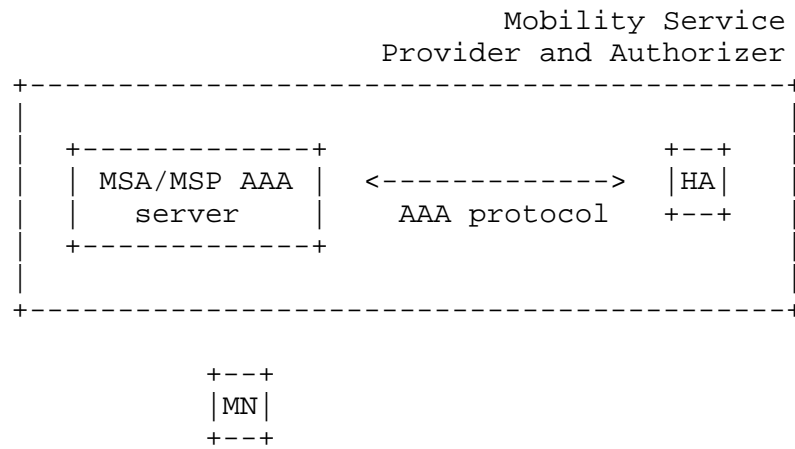 Mobility Service
Provider and Authorizer
MSA/MSP AAA <-------------> HA
server AAA protocol
MN